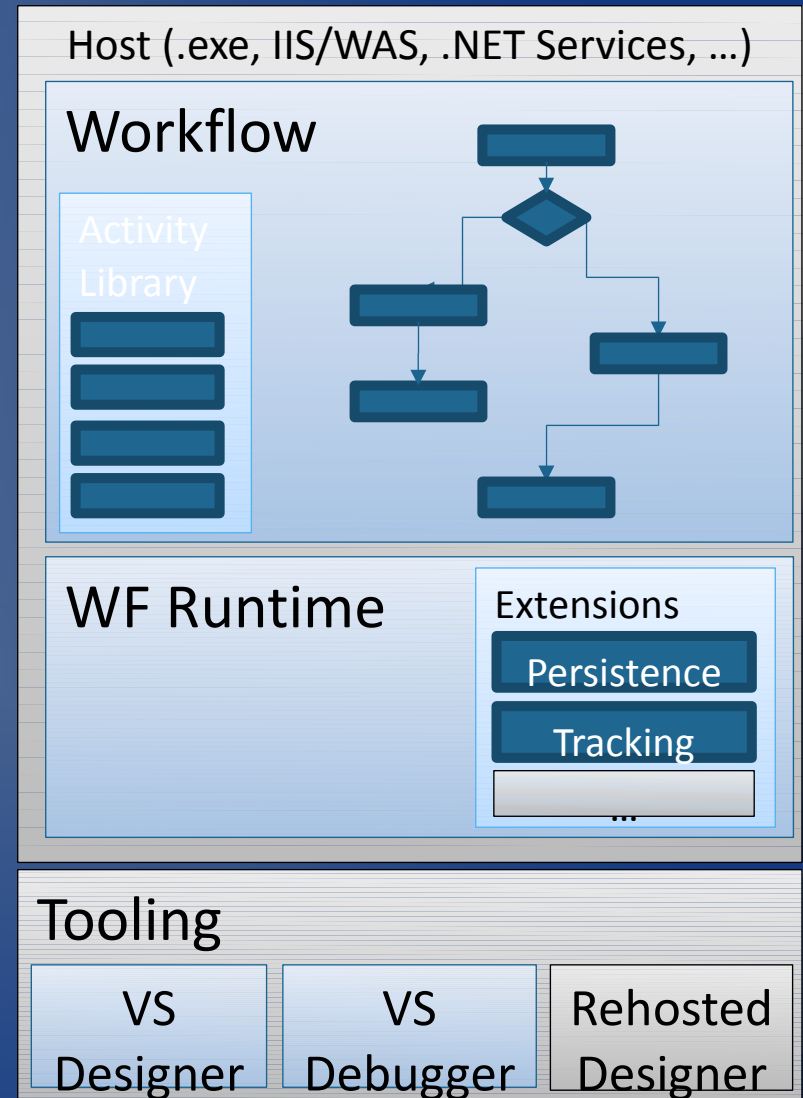 Host (.exe, IIS/WAS, .NET Services, …)
Workflow
Activity
Library
WF Runtime
Extensions
Persistence
Tracking
…
Tooling
VS
Designer
VS
Debugger
Rehosted
Designer